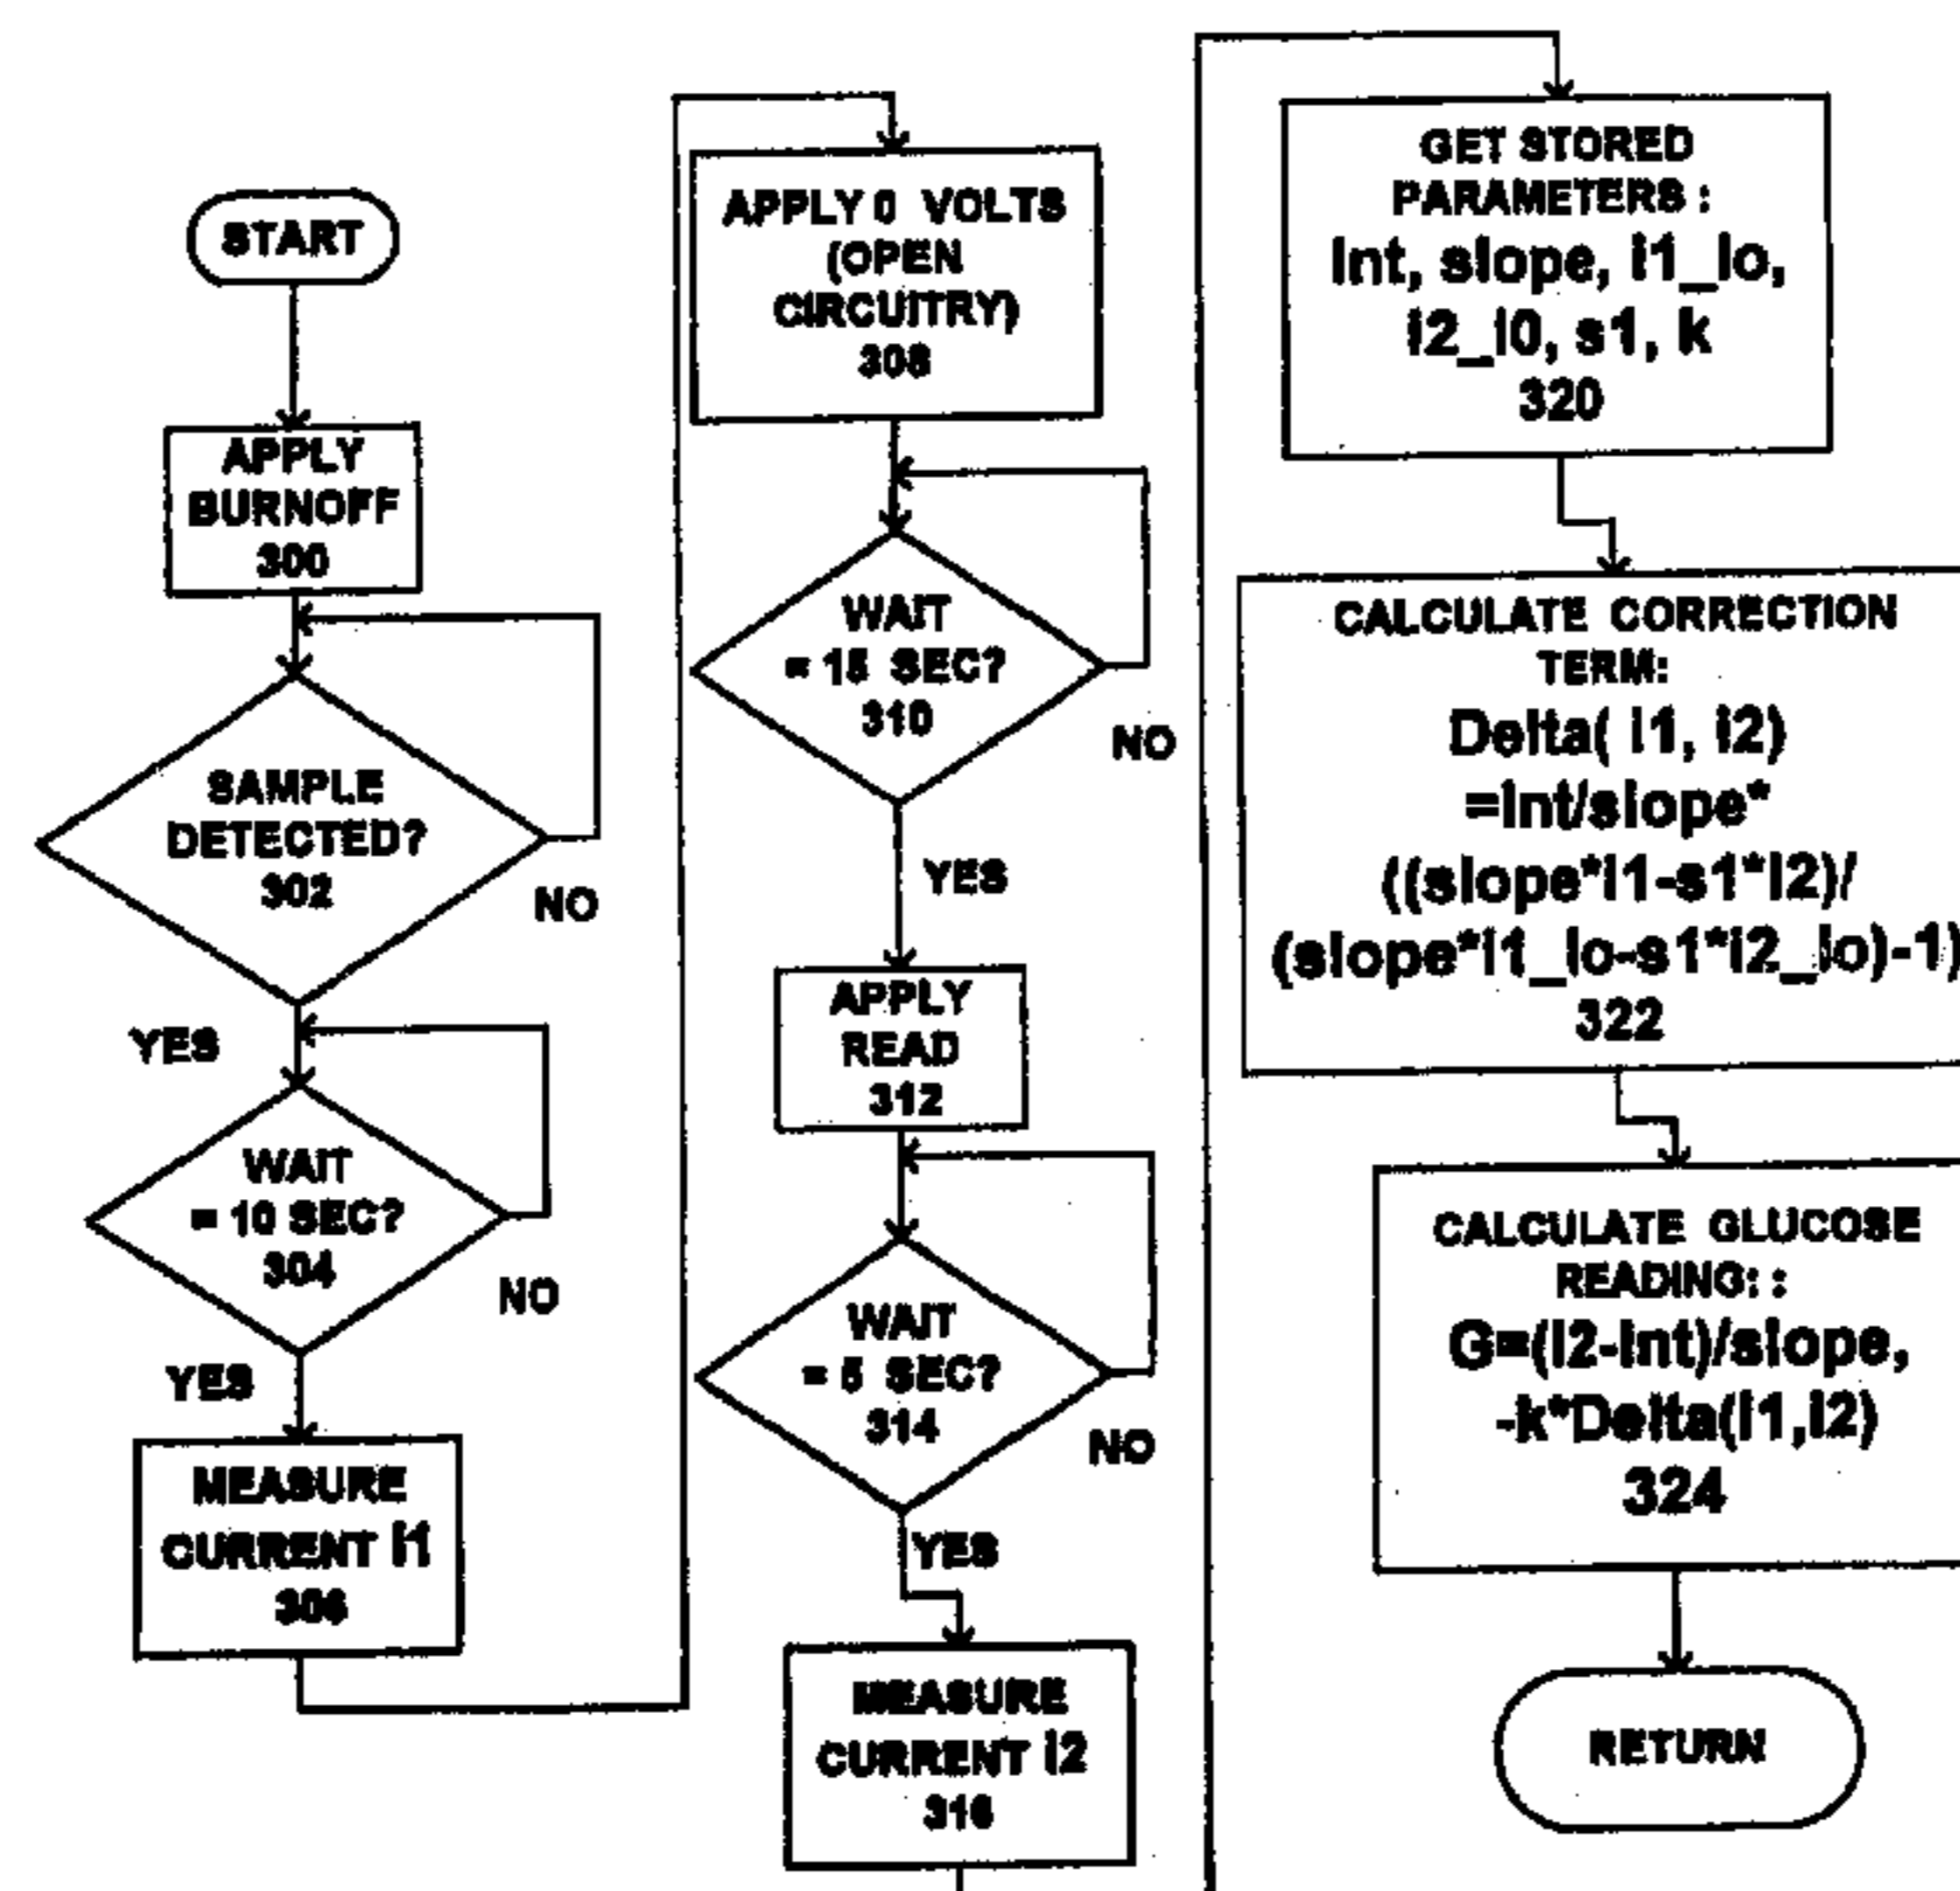 START
APPLY
BURNOFF
300
SAMPLE
DETECTED?
302
NO
YES
WAIT
= 10 SEC?
304
NO
YES
MEASURE
CURRENT i1
306
APPLY 0 VOLTS
(OPEN
CIRCUITRY)
308
WAIT
= 15 SEC?
310
NO
YES
APPLY
READ
312
WAIT
= 5 SEC?
314
NO
YES
MEASURE
CURRENT i2
316
GET STORED
PARAMETERS :
Int, slope, i1_lo,
i2_l0, s1, k
320
CALCULATE CORRECTION
TERM:
Delta( i1, i2)
=Int/slope*
((slope*i1-s1*i2)/
(slope*i1_lo-s1*i2_lo)-1)
322
CALCULATE GLUCOSE
READING: :
G=(i2-Int)/slope,
-k*Delta(i1,i2)
324
RETURN